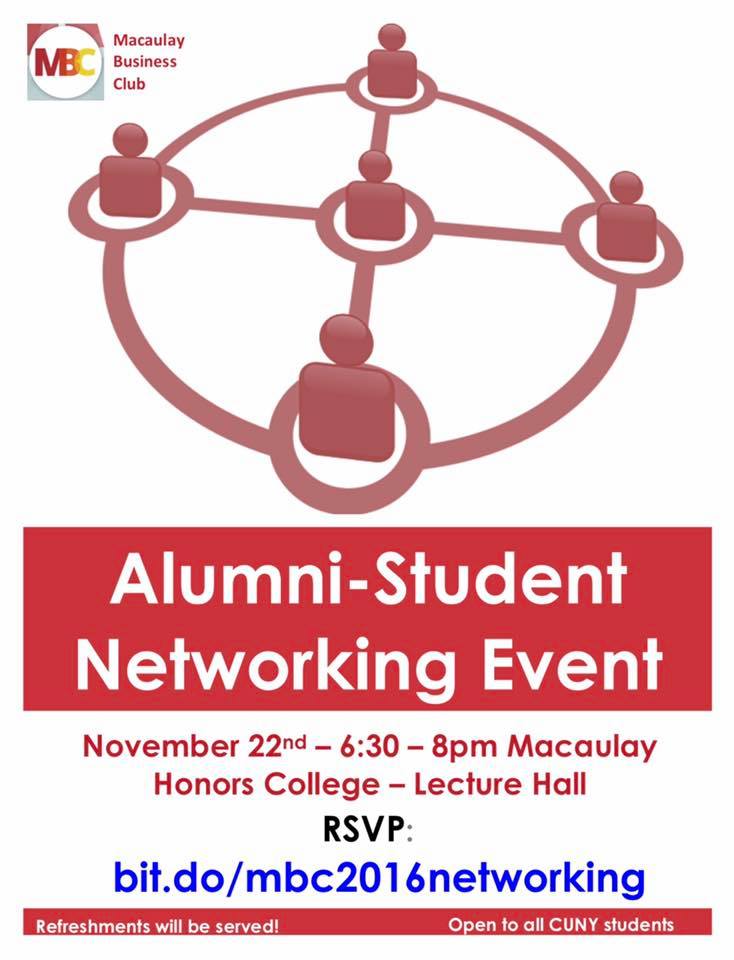 MBC
Macaulay
Business
Club
Alumni-Student
Networking Event
November 22nd – 6:30 – 8pm Macaulay
Honors College – Lecture Hall
RSVP:
bit.do/mbc2016networking
Refreshments will be served!
Open to all CUNY students